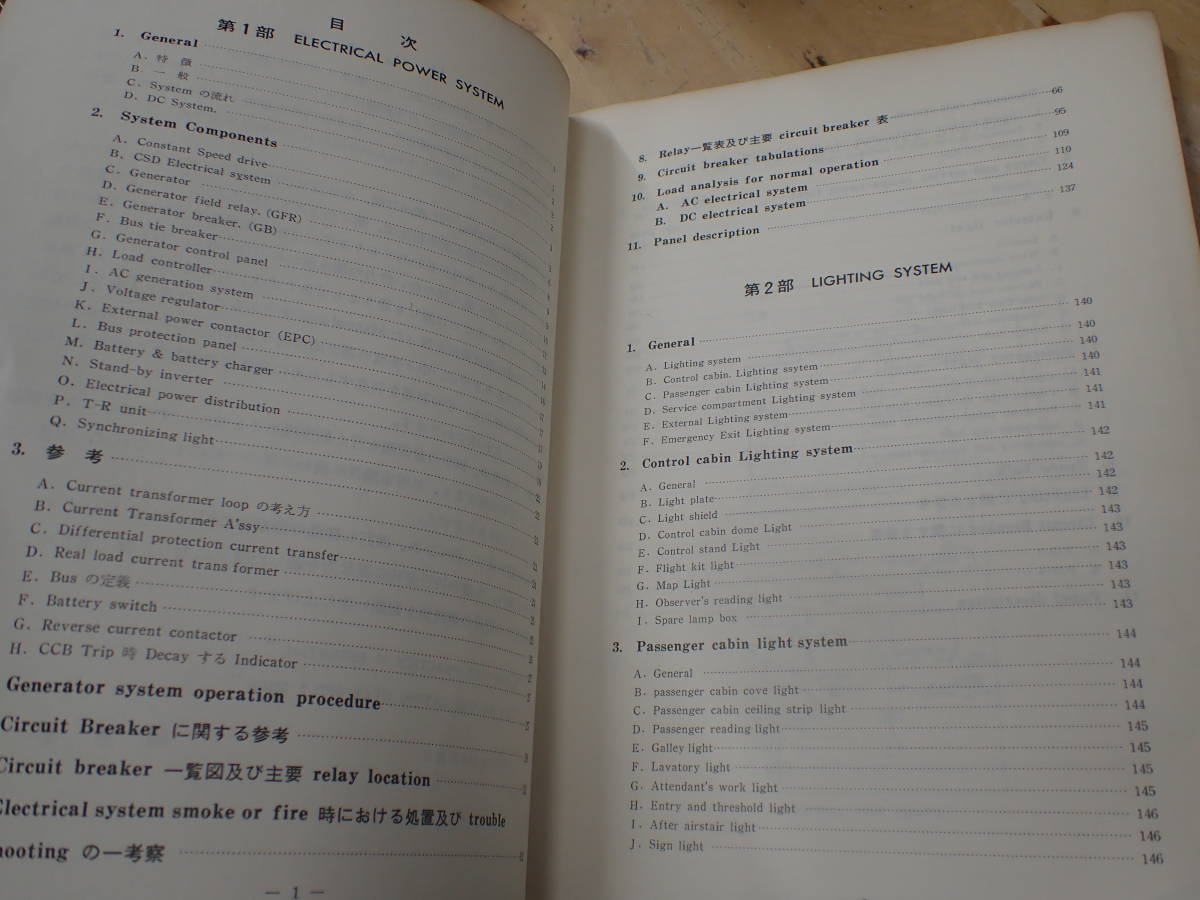 目 次
第1部 ELECTRICAL POWER SYSTEM
1. General
A. 特 徴
B. 一 般
C. System の流れ
D. DC System.
2. System Components
A. Constant Speed drive
B. CSD Electrical system
C. Generator
D. Generator field relay. (GFR)
E. Generator breaker. (GB)
F. Bus tie breaker
G. Generator control panel
H. Load controller
I. AC generation system
J. Voltage regulator
K. External power contactor (EPC)
L. Bus protection panel
M. Battery & battery charger
N. Stand-by inverter
O. Electrical power distribution
P. T-R unit
Q. Synchronizing light
3. 参 考
A. Current transformer loop の考え方
B. Current Transformer A'ssy
C. Differential protection current transfer
D. Real load current trans former
E. Bus の定義
F. Battery switch
G. Reverse current contactor
H. CCB Trip 時 Decay する Indicator
Generator system operation procedure
Circuit Breaker に関する参考
Circuit breaker 一覧図及び主要 relay location
Electrical system smoke or fire 時における処置及び trouble
hooting の一考察
— 1 —
8. Relay一覧表及び主要 circuit breaker 表 66
9. Circuit breaker tabulations 95
10. Load analysis for normal operation 109
A. AC electrical system 110
B. DC electrical system 124
11. Panel description 137
第2部 LIGHTING SYSTEM
1. General 140
A. Lighting system 140
B. Control cabin. Lighting ssytem 140
C. Passenger cabin Lighting system 140
D. Service compartment Lighting system 141
E. External Lighting system 141
F. Emergency Exit Lighting system 141
2. Control cabin Lighting system 142
A. General 142
B. Light plate 142
C. Light shield 142
D. Control cabin dome Light 143
E. Control stand Light 143
F. Flight kit light 143
G. Map Light 143
H. Observer's reading light 143
I. Spare lamp box 143
3. Passenger cabin light system 144
A. General 144
B. passenger cabin cove light 144
C. Passenger cabin ceiling strip light 144
D. Passenger reading light 145
E. Galley light 145
F. Lavatory light 145
G. Attendant's work light 145
H. Entry and threshold light 146
I. After airstair light 146
J. Sign light 146